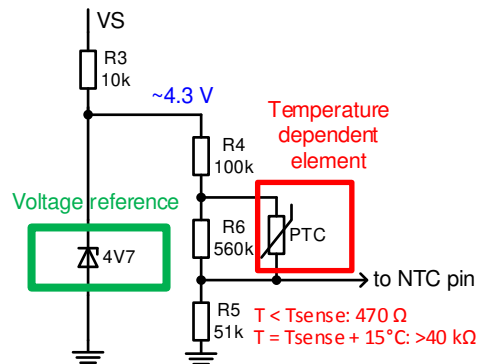 VS
R3
10k
~4.3 V
Temperature
dependent
element
R4
100k
Voltage reference
R6
560k
PTC
4V7
to NTC pin
R5
51k
T < Tsense: 470 Ω
T = Tsense + 15°C: >40 kΩ